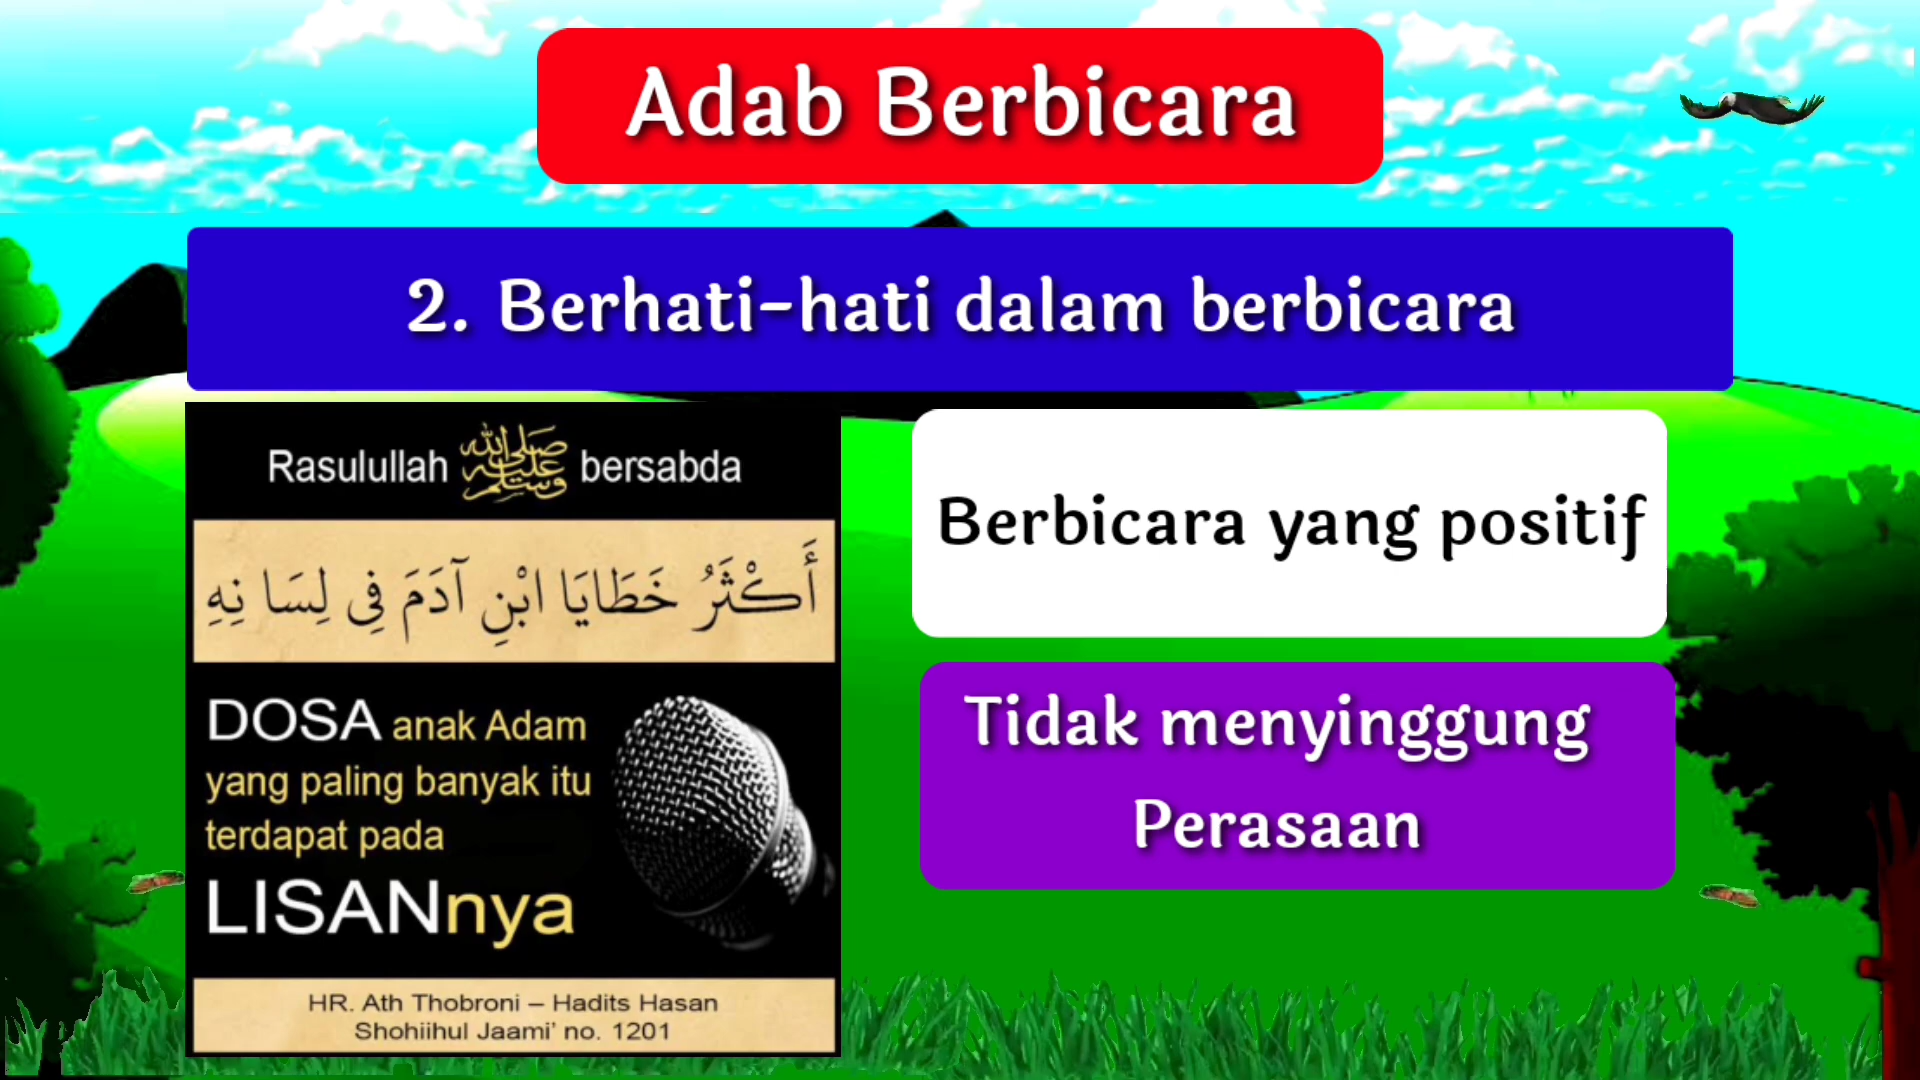 Adab Berbicara
2. Berhati-hati dalam berbicara
Rasulullah صلى الله عليه وسلم bersabda
أَكْثَرُ خَطَايَا ابْنِ آدَمَ فِى لِسَا نِهِ
DOSA anak Adam
yang paling banyak itu
terdapat pada
LISANnya
HR. Ath Thobroni – Hadits Hasan
Shohiihul Jaami' no. 1201
Berbicara yang positif
Tidak menyinggung
Perasaan